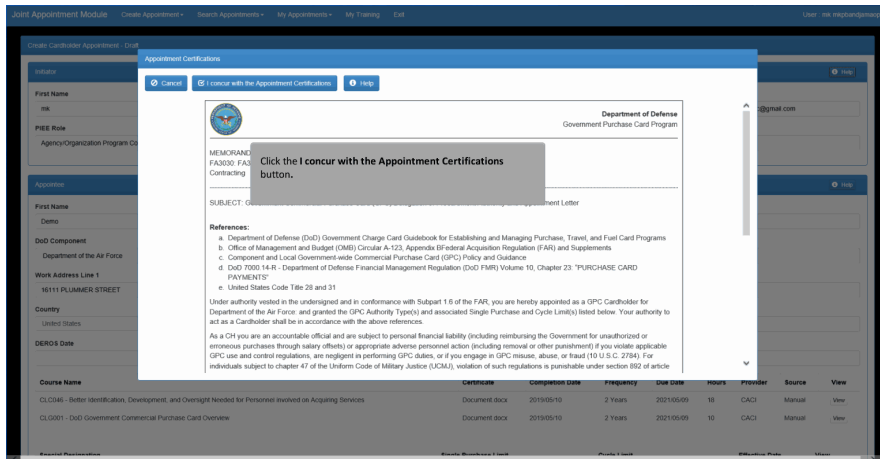 Joint Appointment Module Create Appointment Search Appointments My Appointments My Training Exit User : mk mkpbandjamaop
Create Cardholder Appointment - Draft
Appointment Certifications
Initiator
Help
Cancel I concur with the Appointment Certifications Help
First Name
mk
@gmail.com
PIEE Role
Agency/Organization Program Co
Department of Defense
Government Purchase Card Program
MEMORAND
FA3030: FA3
Contracting
Click the I concur with the Appointment Certifications
button.
Appointee
Help
SUBJECT: G
ointment Letter
First Name
Demo
References:
a. Department of Defense (DoD) Government Charge Card Guidebook for Establishing and Managing Purchase, Travel, and Fuel Card Programs
b. Office of Management and Budget (OMB) Circular A-123, Appendix BFederal Acquisition Regulation (FAR) and Supplements
c. Component and Local Government-wide Commercial Purchase Card (GPC) Policy and Guidance
d. DoD 7000.14-R - Department of Defense Financial Management Regulation (DoD FMR) Volume 10, Chapter 23: "PURCHASE CARD
PAYMENTS"
e. United States Code Title 28 and 31
DoD Component
Department of the Air Force
Work Address Line 1
16111 PLUMMER STREET
Country
United States
DEROS Date
Under authority vested in the undersigned and in conformance with Subpart 1.6 of the FAR, you are hereby appointed as a GPC Cardholder for
Department of the Air Force: and granted the GPC Authority Type(s) and associated Single Purchase and Cycle Limit(s) listed below. Your authority to
act as a Cardholder shall be in accordance with the above references.
As a CH you are an accountable official and are subject to personal financial liability (including reimbursing the Government for unauthorized or
erroneous purchases through salary offsets) or appropriate adverse personnel action (including removal or other punishment) if you violate applicable
GPC use and control regulations, are negligent in performing GPC duties, or if you engage in GPC misuse, abuse, or fraud (10 U.S.C. 2784). For
individuals subject to chapter 47 of the Uniform Code of Military Justice (UCMJ), violation of such regulations is punishable under section 892 of article
Course Name Certificate Completion Date Frequency Due Date Hours Provider Source View
CLC046 - Better Identification, Development, and Oversight Needed for Personnel involved on Acquiring Services Document.docx 2019/05/10 2 Years 2021/05/09 16 CACI Manual View
CLG001 - DoD Government Commercial Purchase Card Overview Document.docx 2019/05/10 2 Years 2021/05/09 10 CACI Manual View
Special Designation Single Purchase Limit Cycle Limit Effective Date View